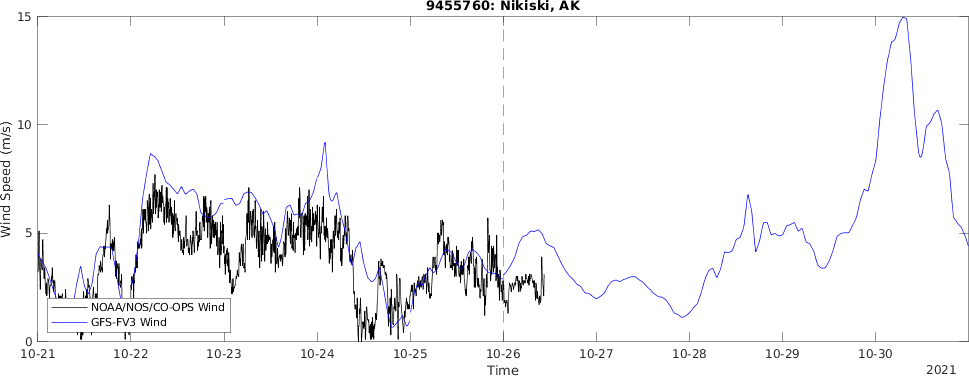 9455760: Nikiski, AK
15
10
5
0
Wind Speed (m/s)
NOAA/NOS/CO-OPS Wind
GFS-FV3 Wind
10-21 10-22 10-23 10-24 10-25 10-26 10-27 10-28 10-29 10-30
Time
2021